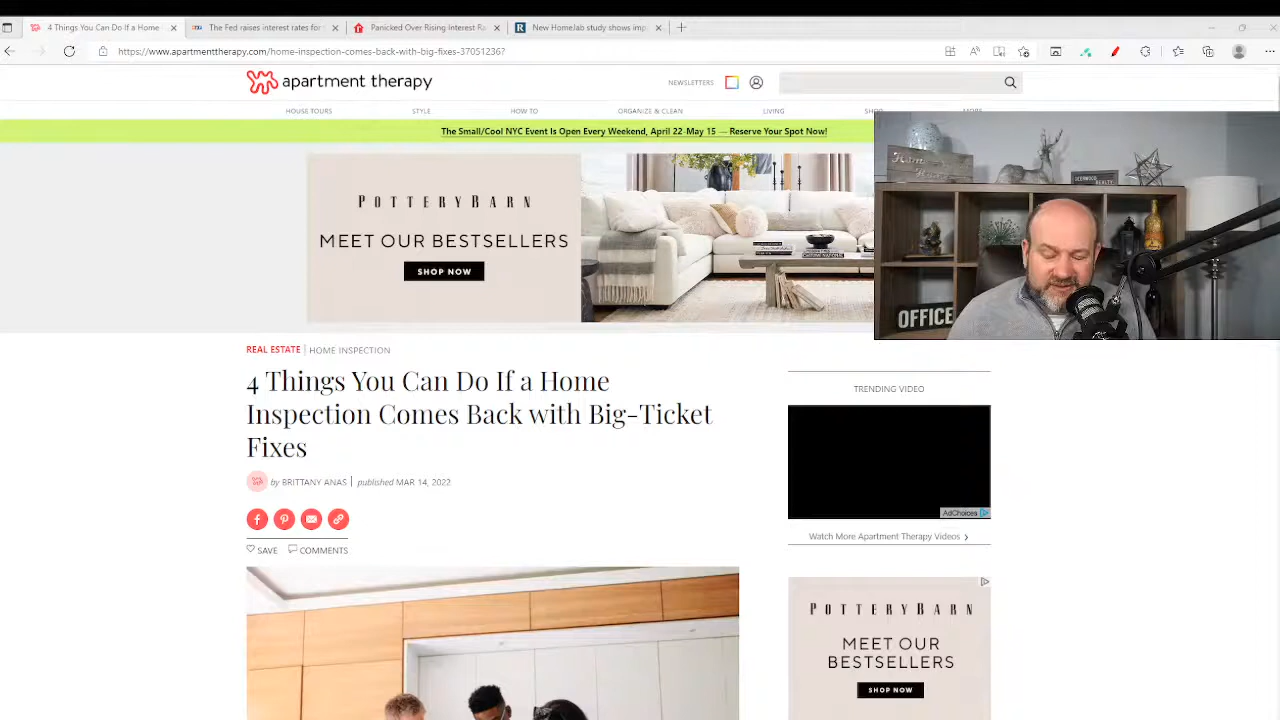 4 Things You Can Do If a Home
The Fed raises interest rates for
Panicked Over Rising Interest Ra
New HomeJab study shows imp
https://www.apartmenttherapy.com/home-inspection-comes-back-with-big-fixes-37051236?
apartment therapy
NEWSLETTERS
HOUSE TOURS
STYLE
HOW TO
ORGANIZE & CLEAN
LIVING
The Small/Cool NYC Event Is Open Every Weekend, April 22-May 15 — Reserve Your Spot Now!
POTTERYBARN
MEET OUR BESTSELLERS
SHOP NOW
OFFICE
REAL ESTATE | HOME INSPECTION
4 Things You Can Do If a Home
Inspection Comes Back with Big-Ticket
Fixes
by BRITTANY ANAS | published MAR 14, 2022
SAVE
COMMENTS
TRENDING VIDEO
AdChoices
Watch More Apartment Therapy Videos
POTTERYBARN
MEET OUR
BESTSELLERS
SHOP NOW